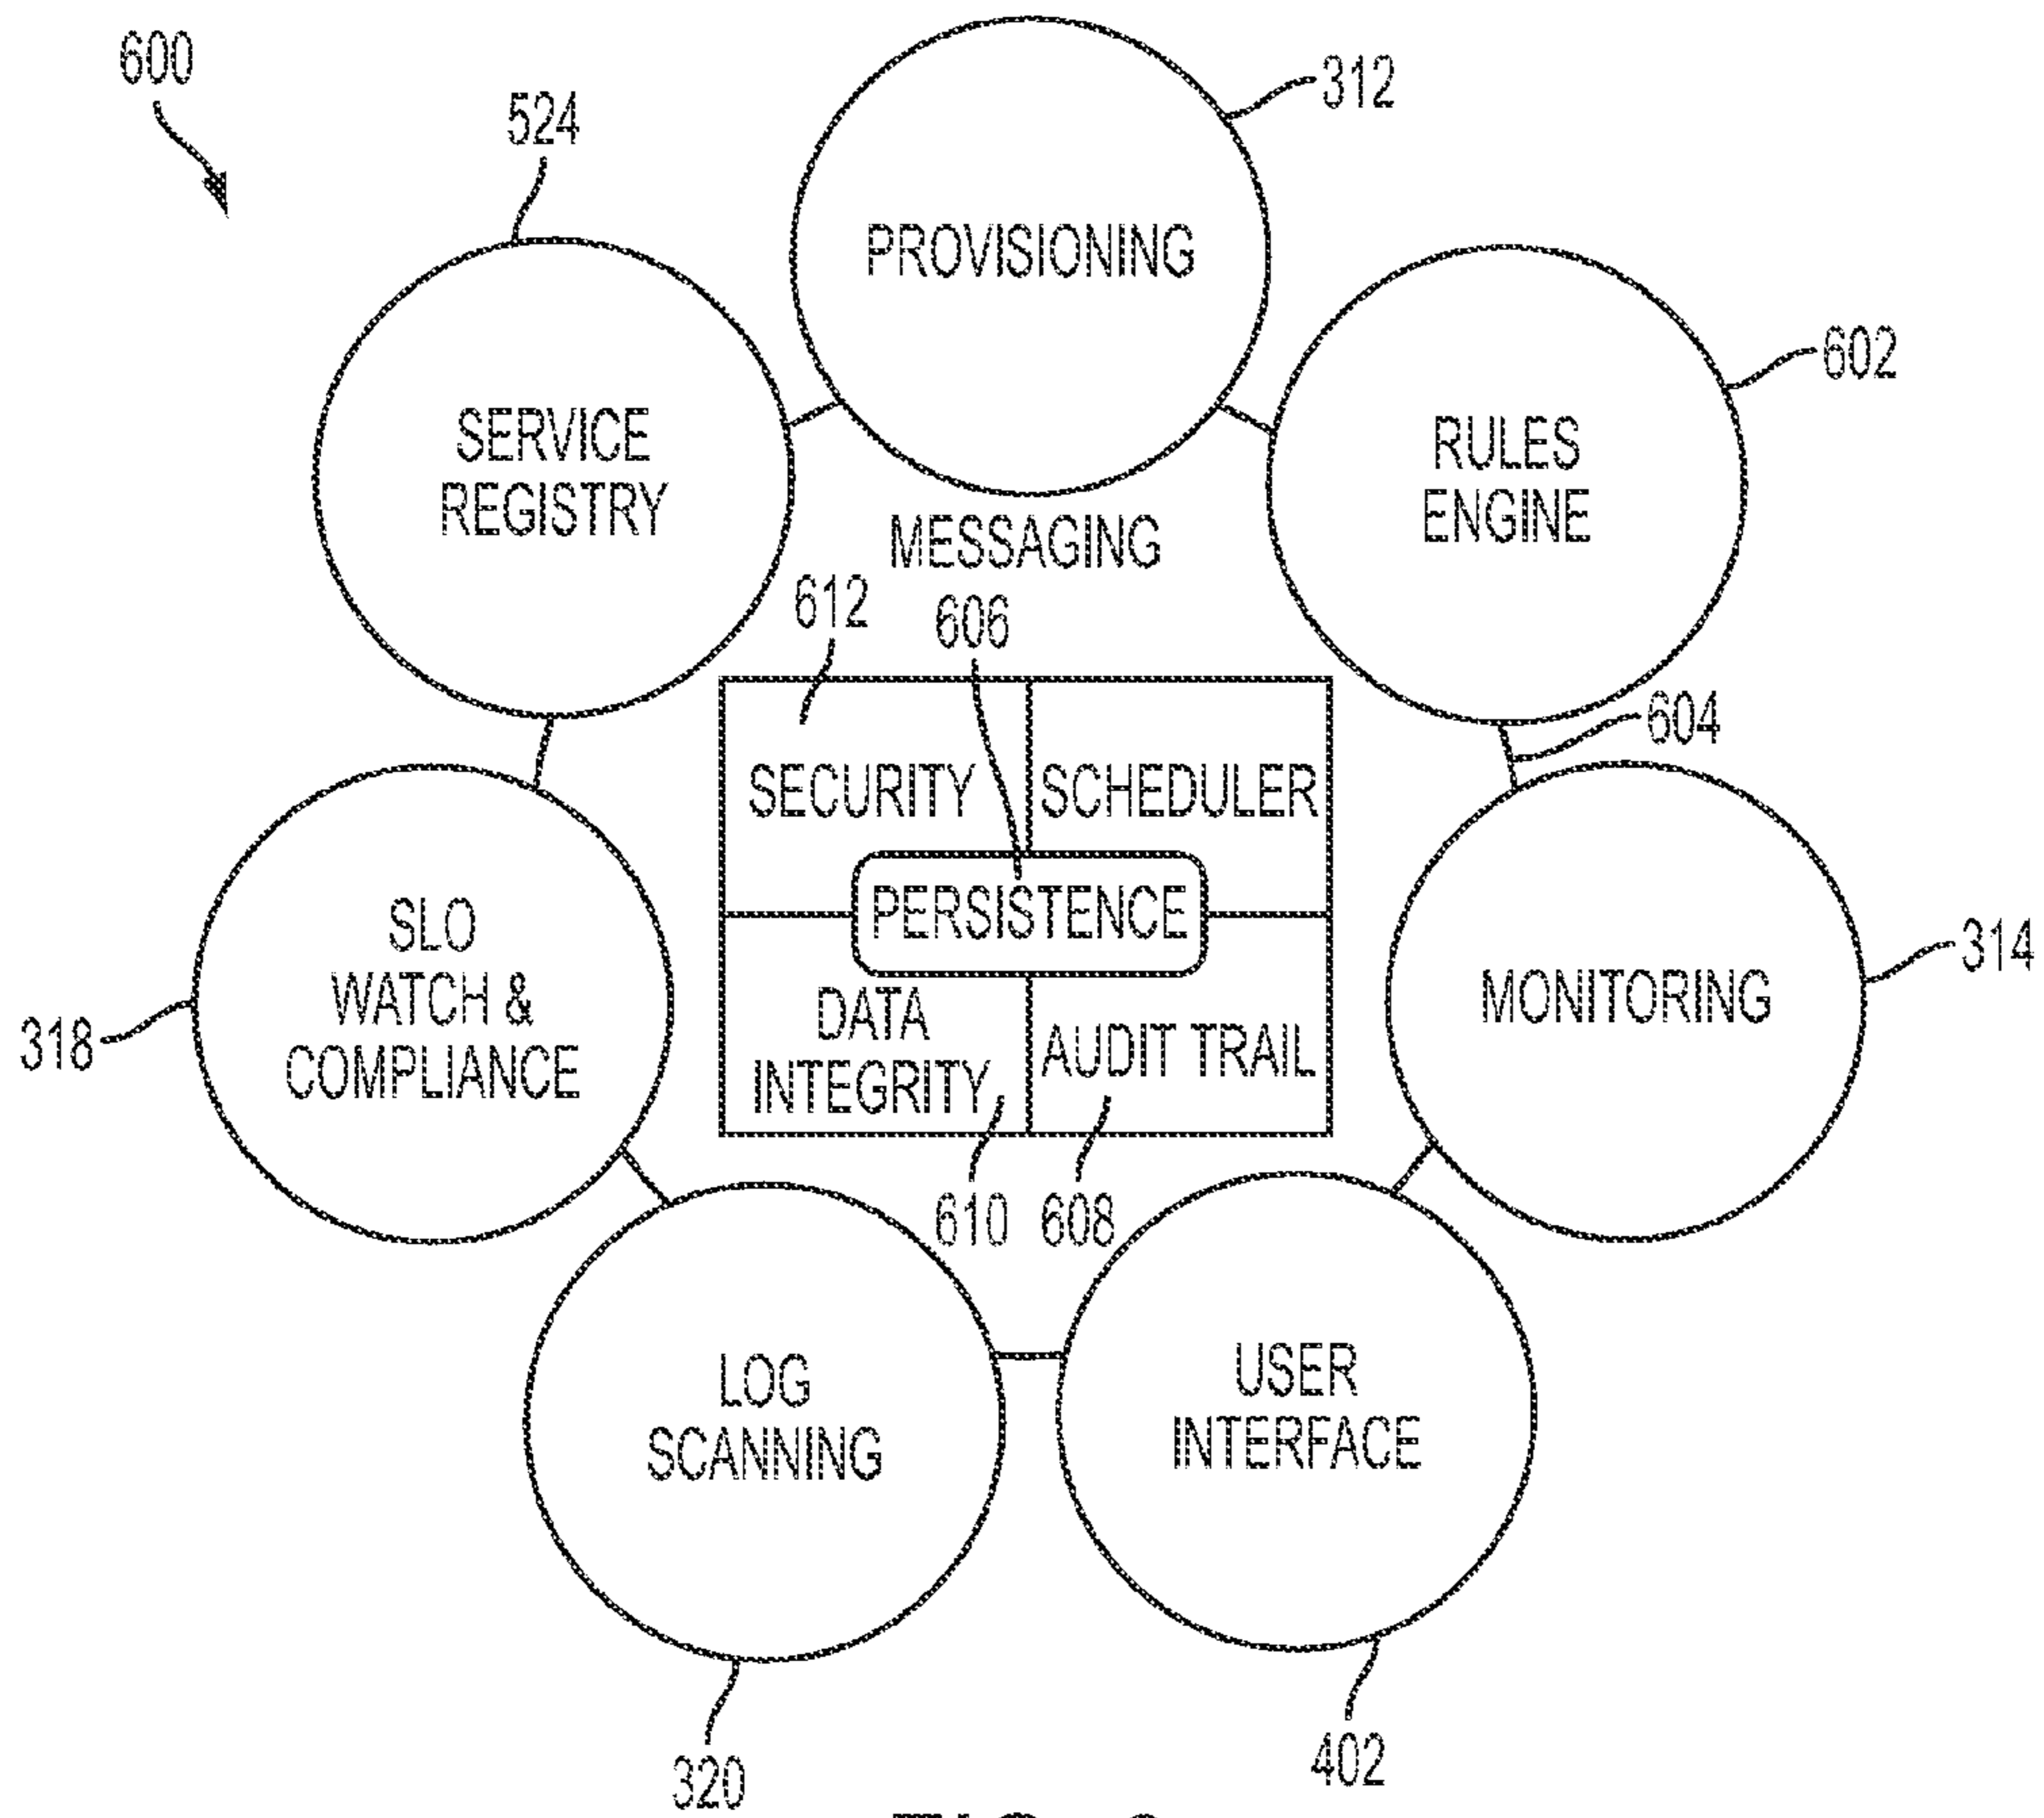 600
524
312
PROVISIONING
602
SERVICE
REGISTRY
RULES
ENGINE
MESSAGING
612
606
604
SECURITY
SCHEDULER
PERSISTENCE
SLO
WATCH &
COMPLIANCE
318
DATA
INTEGRITY
AUDIT TRAIL
MONITORING
314
610
608
LOG
SCANNING
USER
INTERFACE
320
402